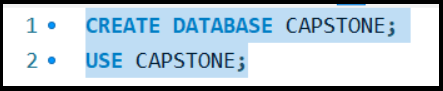 1 CREATE DATABASE CAPSTONE;
2 USE CAPSTONE;